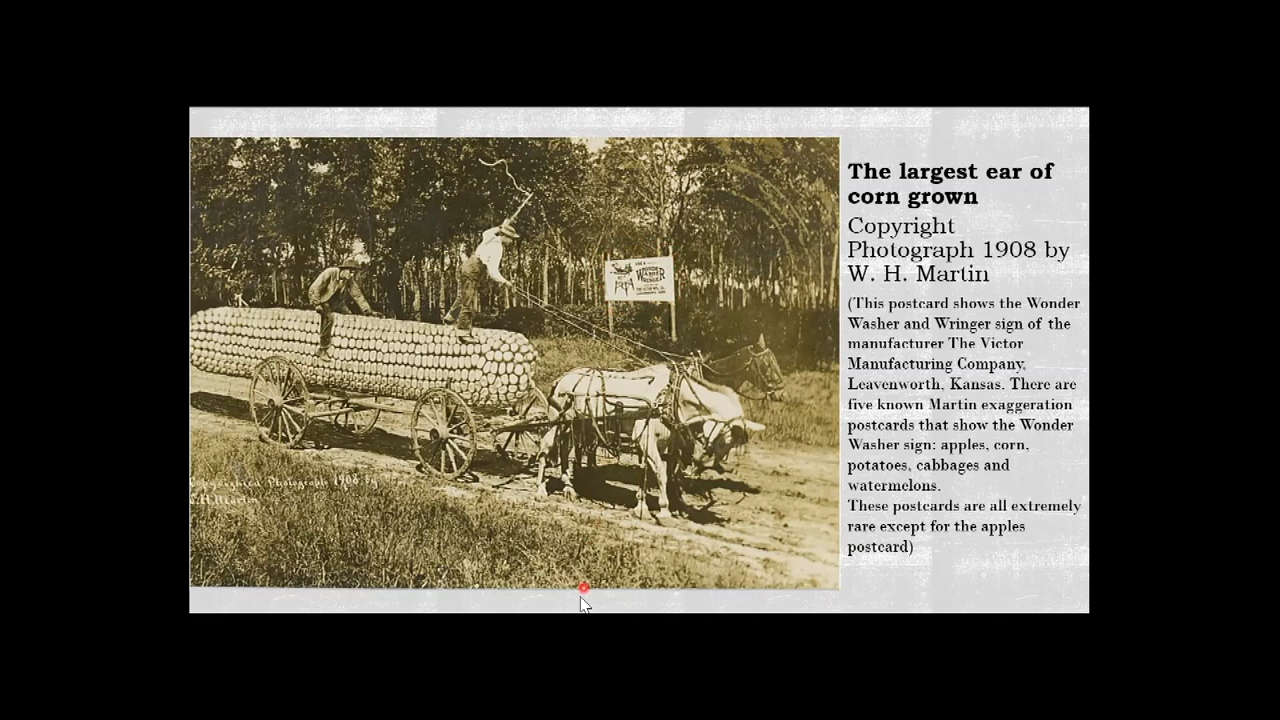 The largest ear of
corn grown
Copyright
Photograph 1908 by
W. H. Martin
(This postcard shows the Wonder
Washer and Wringer sign of the
manufacturer The Victor
Manufacturing Company,
Leavenworth, Kansas. There are
five known Martin exaggeration
postcards that show the Wonder
Washer sign: apples, corn,
potatoes, cabbages and
watermelons.
These postcards are all extremely
rare except for the apples
postcard)
WONDER
WASHER
WRINGER
Copyrighted Photograph 1908 by
W.H. Martin